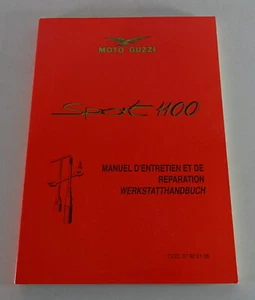 MOTO GUZZI
Sport 1100
MANUEL D'ENTRETIEN ET DE
REPARATION
WERKSTATTHANDBUCH